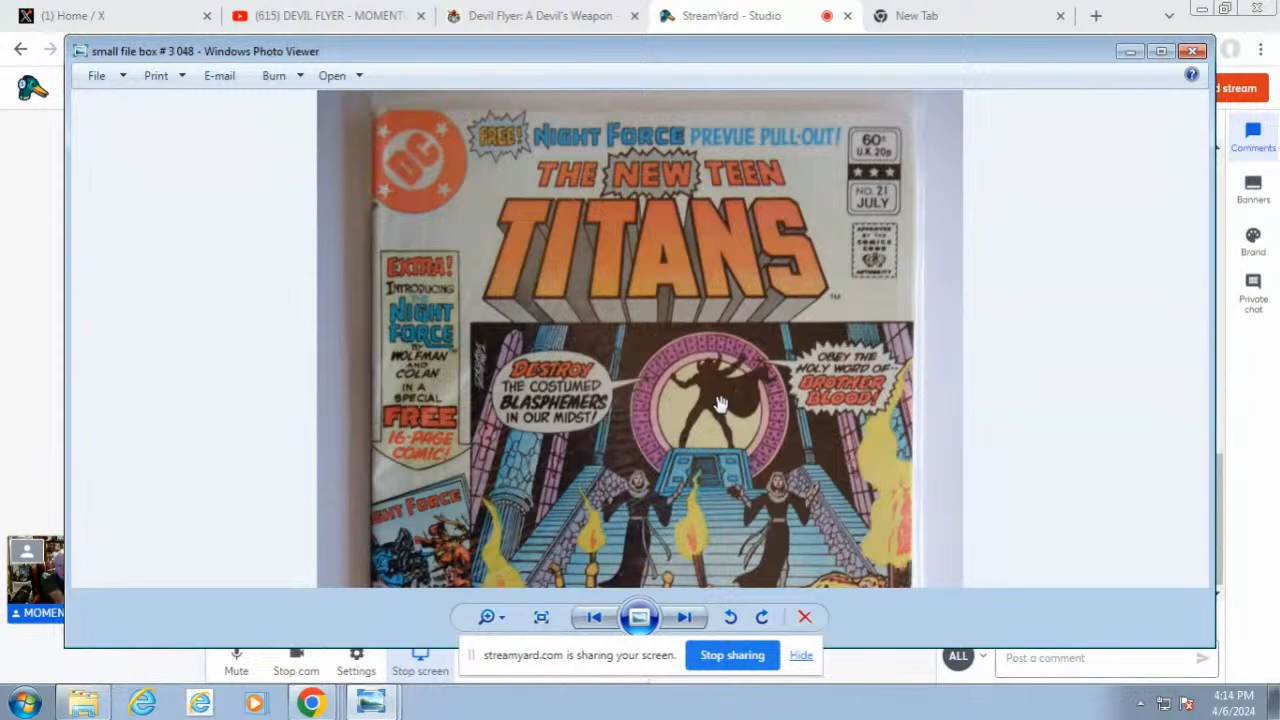 (1) Home / X
(615) DEVIL FLYER - MOMENT
Devil Flyer: A Devil's Weapon -
StreamYard - Studio
New Tab
small file box # 3 048 - Windows Photo Viewer
File
Print
E-mail
Burn
Open
d stream
Comments
Banners
Brand
Private
chat
DC
FREE! NIGHT FORCE PREVUE PULL-OUT!
60¢
U.K. 20p
THE NEW TEEN
TITANS
TM
NO. 21
JULY
APPROVED
BY THE
COMICS
CODE
AUTHORITY
EXTRA!
INTRODUCING
THE
NIGHT
FORCE
BY
WOLFMAN
AND
COLAN
IN A
SPECIAL
FREE
16-PAGE
COMIC!
NIGHT FORCE
DESTROY
THE COSTUMED
BLASPHEMERS
IN OUR MIDST!
OBEY THE
HOLY WORD OF--
BROTHER
BLOOD!
MOMEN
streamyard.com is sharing your screen.
Stop sharing
Hide
Mute
Stop cam
Settings
Stop screen
ALL
Post a comment
4:14 PM
4/6/2024